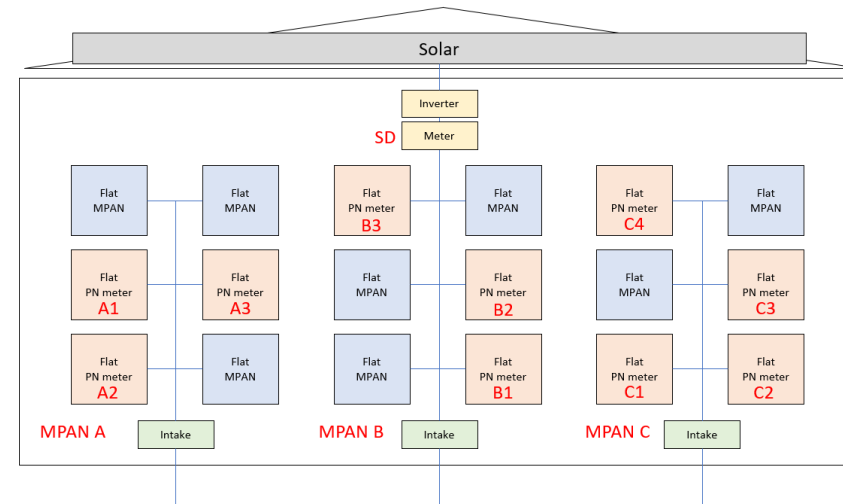 Solar
Inverter
SD
Meter
Flat
MPAN
Flat
MPAN
Flat
PN meter
B3
Flat
MPAN
Flat
PN meter
C4
Flat
MPAN
Flat
PN meter
A1
Flat
PN meter
A3
Flat
MPAN
Flat
PN meter
B2
Flat
MPAN
Flat
PN meter
C3
Flat
PN meter
A2
Flat
MPAN
Flat
MPAN
Flat
PN meter
B1
Flat
PN meter
C1
Flat
PN meter
C2
MPAN A
Intake
MPAN B
Intake
MPAN C
Intake